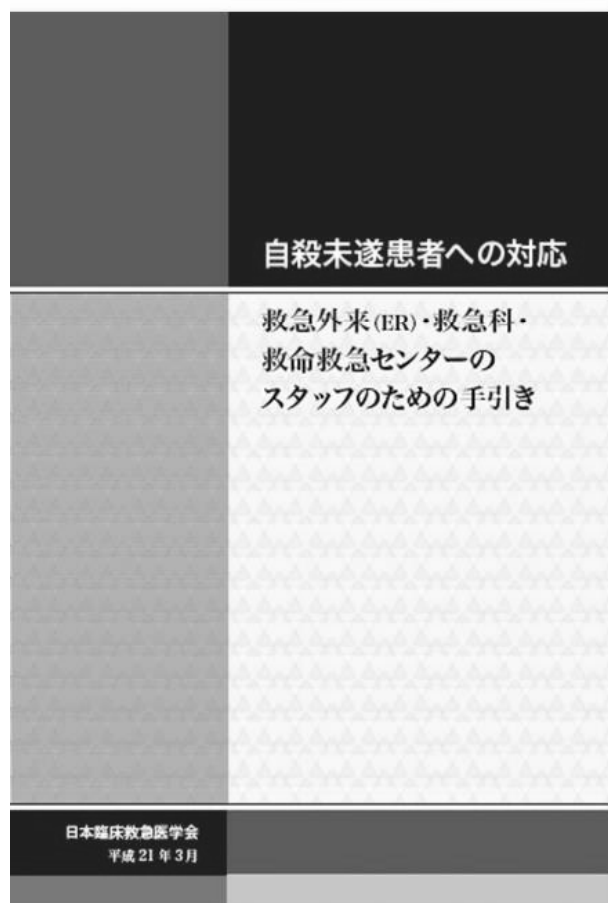 自殺未遂患者への対応
救急外来(ER)・救急科・
救命救急センターの
スタッフのための手引き
日本臨床救急医学会
平成21年3月